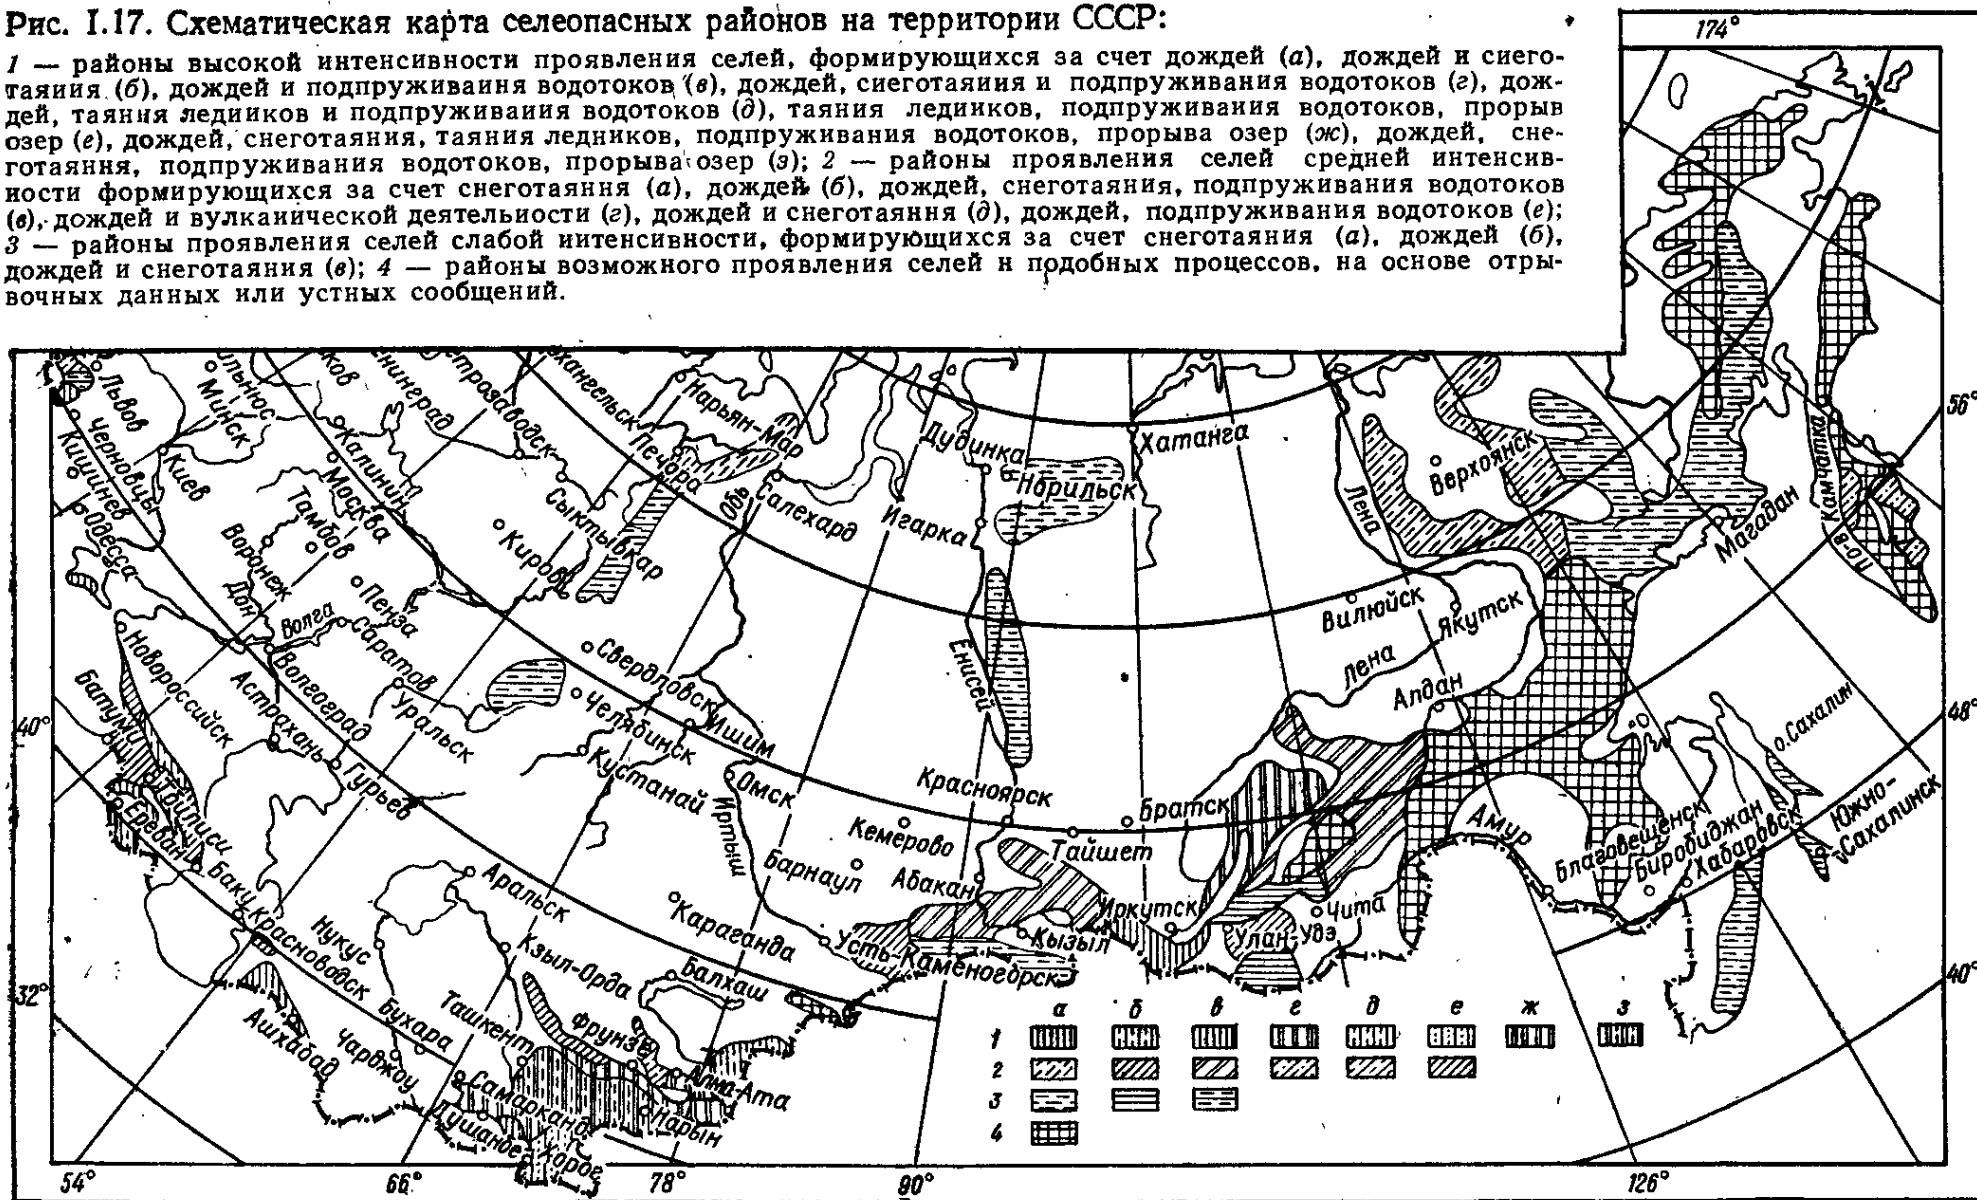 Рис. I.17. Схематическая карта селеопасных районов на территории СССР:
1 — районы высокой интенсивности проявления селей, формирующихся за счет дождей (а), дождей и снего-
таяния (б), дождей и подпруживания водотоков (в), дождей, снеготаяния и подпруживания водотоков (г), дож-
дей, таяния ледников и подпруживания водотоков (д), таяния ледников, подпруживания водотоков, прорыв
озер (е), дождей, снеготаяния, таяния ледников, подпруживания водотоков, прорыва озер (ж), дождей, сне-
готаяния, подпруживания водотоков, прорыва озер (з); 2 — районы проявления селей средней интенсив-
ности формирующихся за счет снеготаяния (а), дождей (б), дождей, снеготаяния, подпруживания водотоков
(в), дождей и вулканической деятельности (г), дождей и снеготаяния (д), дождей, подпруживания водотоков (е);
3 — районы проявления селей слабой интенсивности, формирующихся за счет снеготаяния (а), дождей (б),
дождей и снеготаяния (в); 4 — районы возможного проявления селей и подобных процессов, на основе отры-
вочных данных или устных сообщений.
174°
56°
48°
40°
40°
32°
54°
66°
78°
90°
126°
Львов
Черновцы
Кишинев
Одесса
Киев
Минск
ильнюс
ков
нинград
етрозаводск
хангельск
Нарьян-Мар
Печора
Калинин
Москва
Тамбов
Воронеж
Дон
Пенза
Волга
Саратов
Киров
Сыктывкар
Обь
Салехард
Игарка
Дудинка
Норильск
Хатанга
Лена
Верхоянск
Магадан
п-ов Камчатка
Вилюйск
Якутск
Лена
Алдан
Енисей
Новороссийск
Батуми
Тбилиси
Ереван
Баку
Астрахань
Волгоград
Гурьев
Уральск
Свердловск
Челябинск
Ишим
Кустанай
Омск
Иртыш
Красноярск
Кемерово
Барнаул
Абакан
Тайшет
Братск
Иркутск
Улан-Удэ
Чита
Кызыл
Усть-Каменогорск
Амур
Благовещенск
Биробиджан
Хабаровск
о.Сахалин
Южно-
Сахалинск
Аральск
Караганда
Балхаш
Кзыл-Орда
Нукус
Красноводск
Ашхабад
Чарджоу
Бухара
Ташкент
Фрунзе
Алма-Ата
Нарын
Самарканд
Душанбе
Хорог
а б в г д е ж з
1
2
3
4